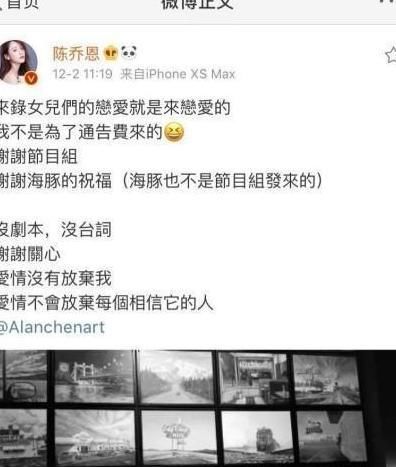 首页
微博正文
陈乔恩
12-2 11:19 来自iPhone XS Max
來錄女兒們的戀愛就是來戀愛的
我不是為了通告費來的
謝謝節目組
謝謝海豚的祝福（海豚也不是節目組發來的）
沒劇本，沒台詞
謝謝關心
愛情沒有放棄我
愛情不會放棄每個相信它的人
@Alanchenart